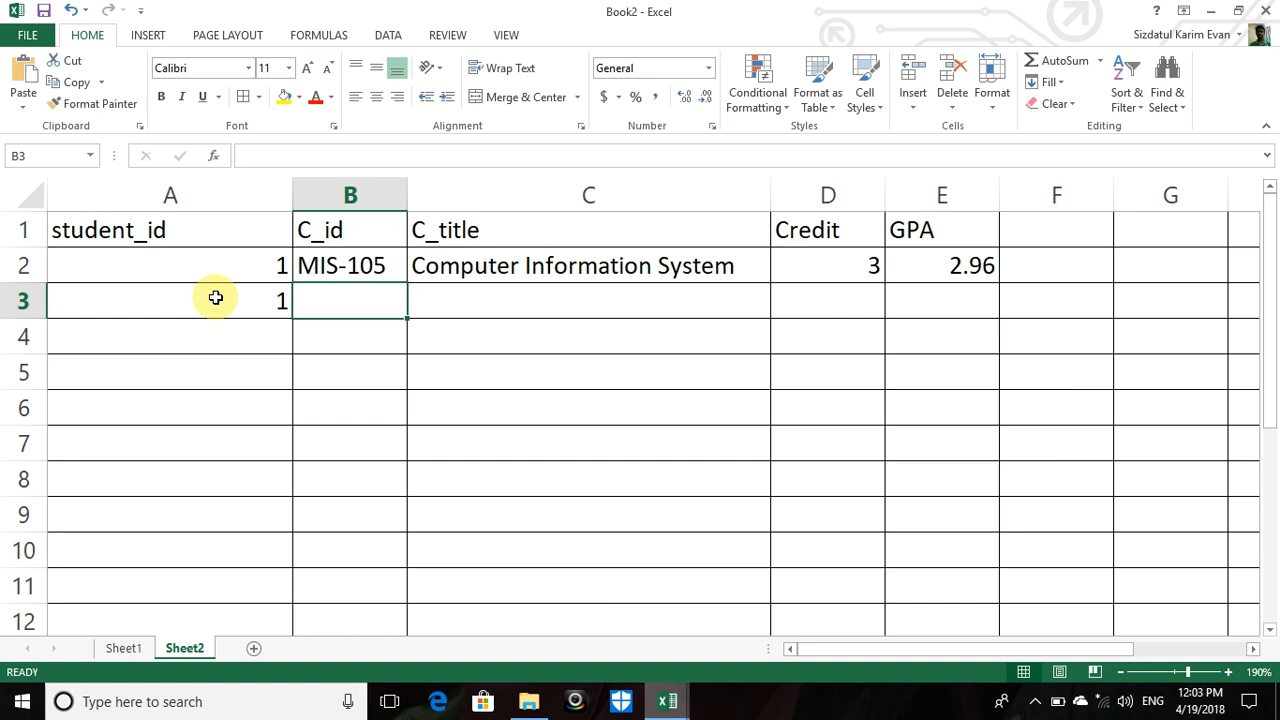 Book2 - Excel
?
FILE HOME INSERT PAGE LAYOUT FORMULAS DATA REVIEW VIEW Sizdatul Karim Evan
Paste
Cut
Copy
Format Painter
Clipboard
Calibri 11
B I U
Font
Wrap Text
Merge & Center
Alignment
General
$ % ,
Number
Conditional Formatting
Format as Table
Cell Styles
Styles
Insert Delete Format
Cells
AutoSum
Fill
Clear
Sort & Filter
Find & Select
Editing
B3 fx
A B C D E F G
1 student_id C_id C_title Credit GPA
2 1 MIS-105 Computer Information System 3 2.96
3 1
4
5
6
7
8
9
10
11
12
Sheet1 Sheet2
READY 190%
Type here to search ENG 12:03 PM
4/19/2018